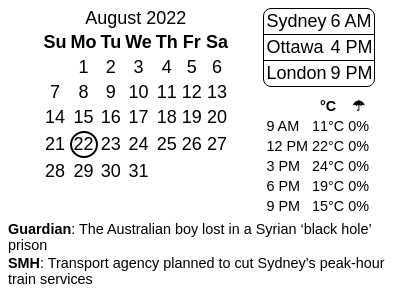 August 2022
Su Mo Tu We Th Fr Sa
1 2 3 4 5 6
7 8 9 10 11 12 13
14 15 16 17 18 19 20
21 22 23 24 25 26 27
28 29 30 31
Sydney 6 AM
Ottawa 4 PM
London 9 PM
°C ☂
9 AM 11°C 0%
12 PM 22°C 0%
3 PM 24°C 0%
6 PM 19°C 0%
9 PM 15°C 0%
Guardian: The Australian boy lost in a Syrian ‘black hole’
prison
SMH: Transport agency planned to cut Sydney’s peak-hour
train services